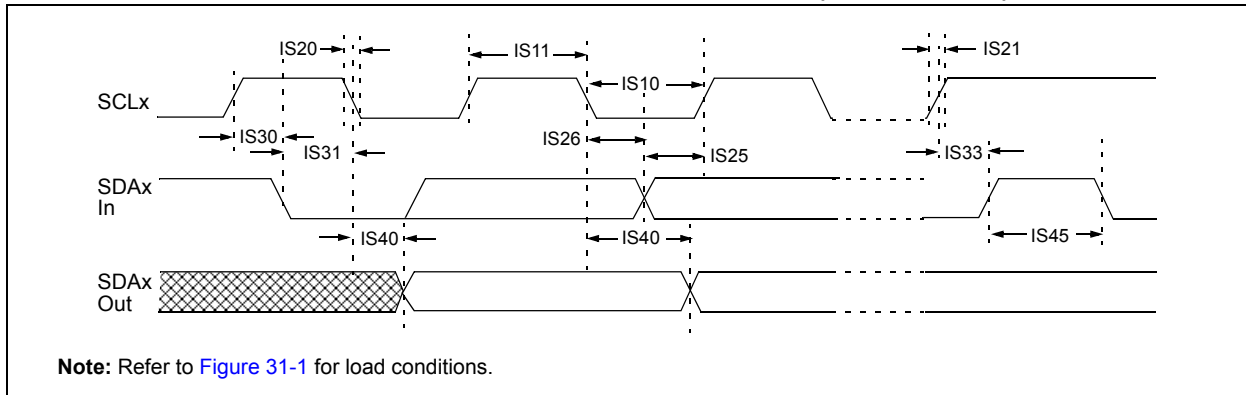 IS20
IS11
IS21
IS10
SCLx
IS30
IS26
IS31
IS25
IS33
SDAx
In
IS40
IS40
IS45
SDAx
Out
Note: Refer to Figure 31-1 for load conditions.